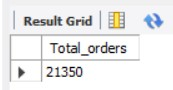 Result Grid
Total_orders
21350